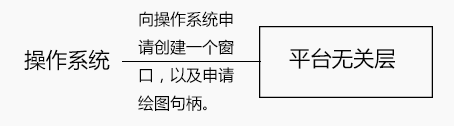 操作系统
向操作系统申
请创建一个窗
口，以及申请
绘图句柄。
平台无关层